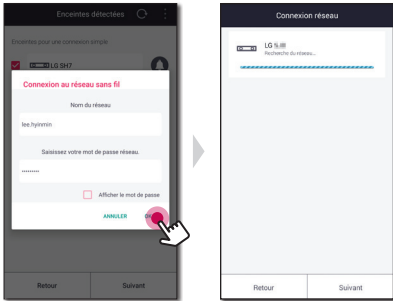 Enceintes détectées
Enceintes pour une connexion simple
LG SH7
Connexion au réseau sans fil
Nom du réseau
lee.hyinmin
Saisissez votre mot de passe réseau.
•••••••••
Afficher le mot de passe
ANNULER
Retour
Suivant
Connexion réseau
LG
Recherche du réseau...
Retour
Suivant